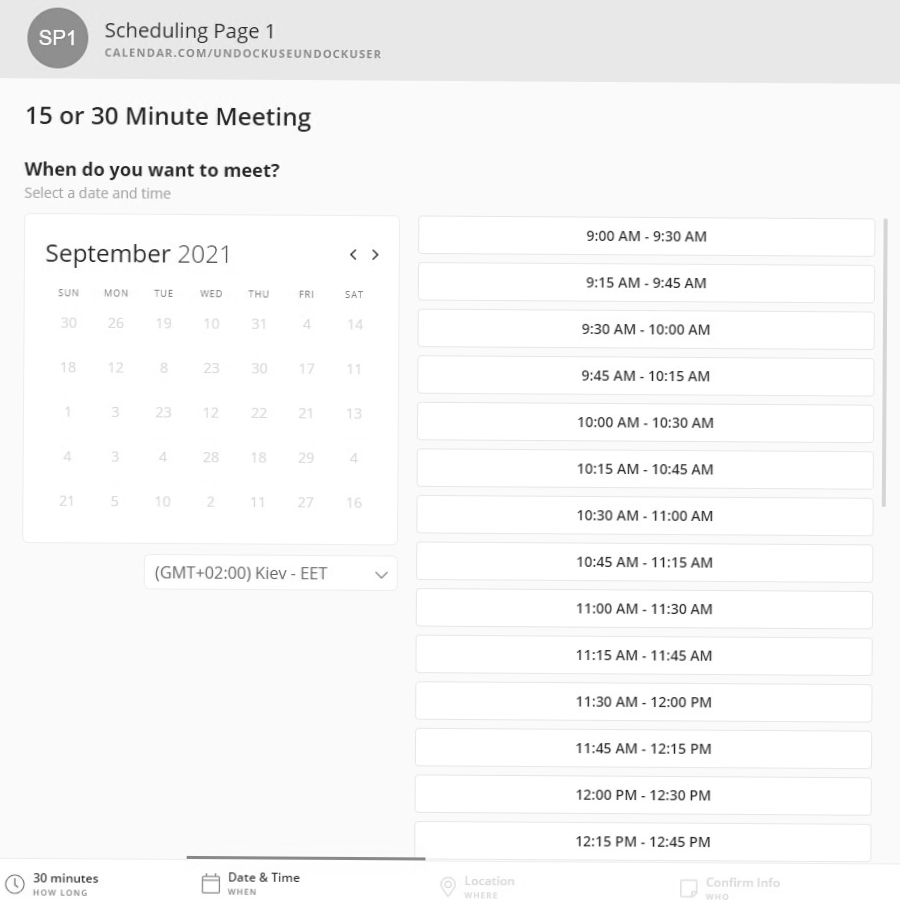 SP1
Scheduling Page 1
CALENDAR.COM/UNDOCKUSEUNDOCKUSER
15 or 30 Minute Meeting
When do you want to meet?
Select a date and time
September 2021
SUN MON TUE WED THU FRI SAT
30 26 19 10 31 4 14
18 12 8 23 30 17 11
1 3 23 12 22 21 13
4 3 4 28 18 29 4
21 5 10 2 11 27 16
(GMT+02:00) Kiev - EET
9:00 AM - 9:30 AM
9:15 AM - 9:45 AM
9:30 AM - 10:00 AM
9:45 AM - 10:15 AM
10:00 AM - 10:30 AM
10:15 AM - 10:45 AM
10:30 AM - 11:00 AM
10:45 AM - 11:15 AM
11:00 AM - 11:30 AM
11:15 AM - 11:45 AM
11:30 AM - 12:00 PM
11:45 AM - 12:15 PM
12:00 PM - 12:30 PM
12:15 PM - 12:45 PM
30 minutes
HOW LONG
Date & Time
WHEN
Location
WHERE
Confirm Info
WHO